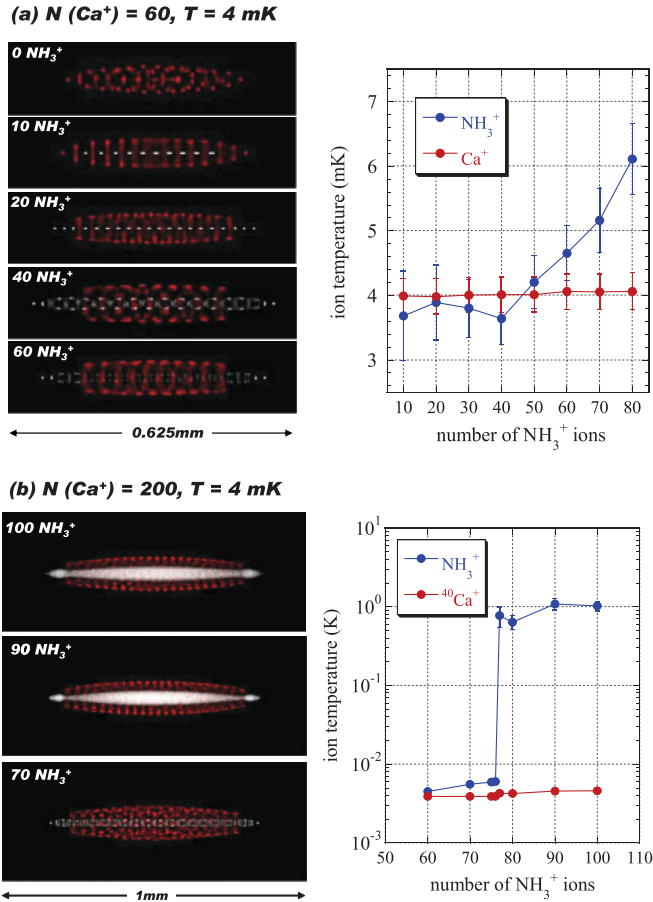 (a) N (Ca⁺) = 60, T = 4 mK
0 NH₃⁺
10 NH₃⁺
20 NH₃⁺
40 NH₃⁺
60 NH₃⁺
0.625mm
7
6
5
4
3
ion temperature (mK)
NH₃⁺
Ca⁺
10 20 30 40 50 60 70 80
number of NH₃⁺ ions
(b) N (Ca⁺) = 200, T = 4 mK
100 NH₃⁺
90 NH₃⁺
70 NH₃⁺
1mm
10¹
10⁰
10⁻¹
10⁻²
10⁻³
ion temperature (K)
NH₃⁺
⁴⁰Ca⁺
50 60 70 80 90 100 110
number of NH₃⁺ ions